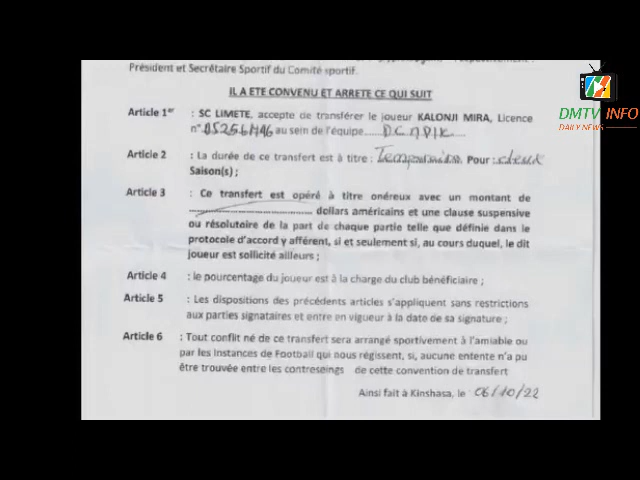 Président et Secrétaire Sportif du Comité sportif.
IL A ETE CONVENU ET ARRETE CE QUI SUIT
Article 1er : SC LIMETE, accepte de transférer le joueur KALONJI MIRA, Licence
n° au sein de l'équipe
Article 2 : La durée de ce transfert est à titre : Temporaire. Pour : deux
Saison(s) ;
Article 3 : Ce transfert est opéré à titre onéreux avec un montant de
dollars américains et une clause suspensive
ou résolutoire de la part de chaque partie telle que définie dans le
protocole d'accord y afférent, si et seulement si, au cours duquel, le dit
joueur est sollicité ailleurs ;
Article 4 : le pourcentage du joueur est à la charge du club bénéficiaire ;
Article 5 : Les dispositions des précédents articles s'appliquent sans restrictions
aux parties signataires et entre en vigueur à la date de sa signature ;
Article 6 : Tout conflit né de ce transfert sera arrangé sportivement à l'amiable ou
par les Instances de Football qui nous régissent, si, aucune entente n'a pu
être trouvée entre les contreseings de cette convention de transfert
Ainsi fait à Kinshasa, le 06/10/22
DMTV INFO
DAILY NEWS